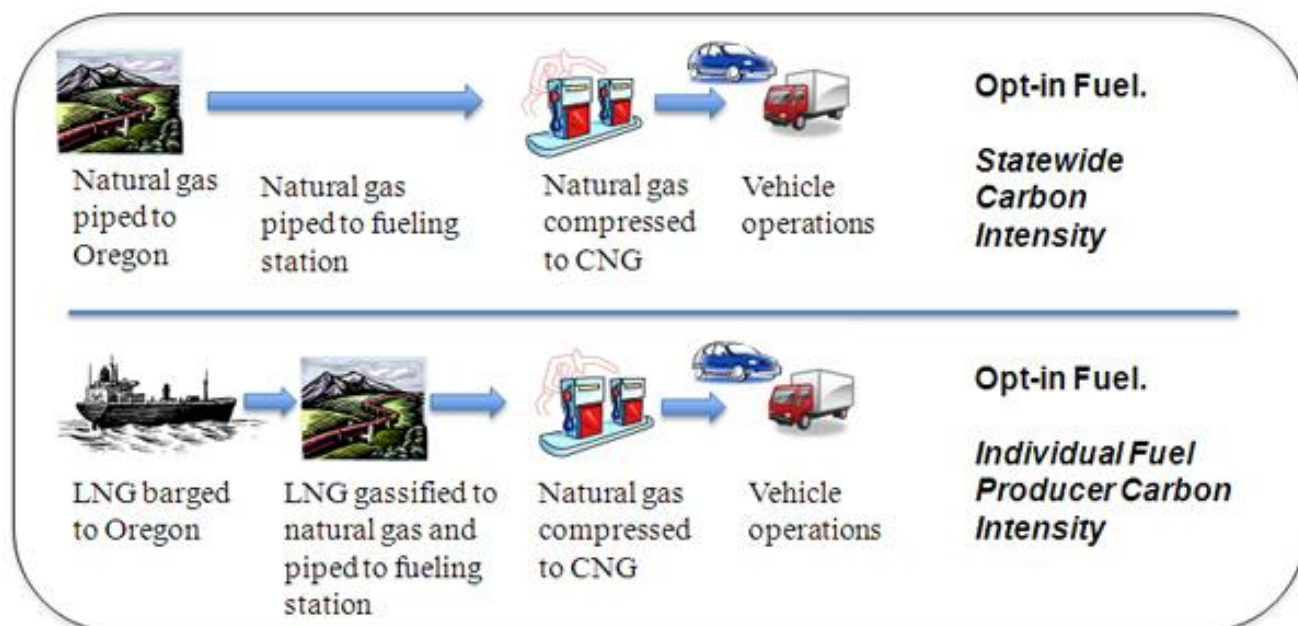 Natural gas
piped to
Oregon
Natural gas
piped to fueling
station
Natural gas
compressed
to CNG
Vehicle
operations
Opt-in Fuel.
Statewide
Carbon
Intensity
LNG barged
to Oregon
LNG gassified to
natural gas and
piped to fueling
station
Natural gas
compressed
to CNG
Vehicle
operations
Opt-in Fuel.
Individual Fuel
Producer Carbon
Intensity